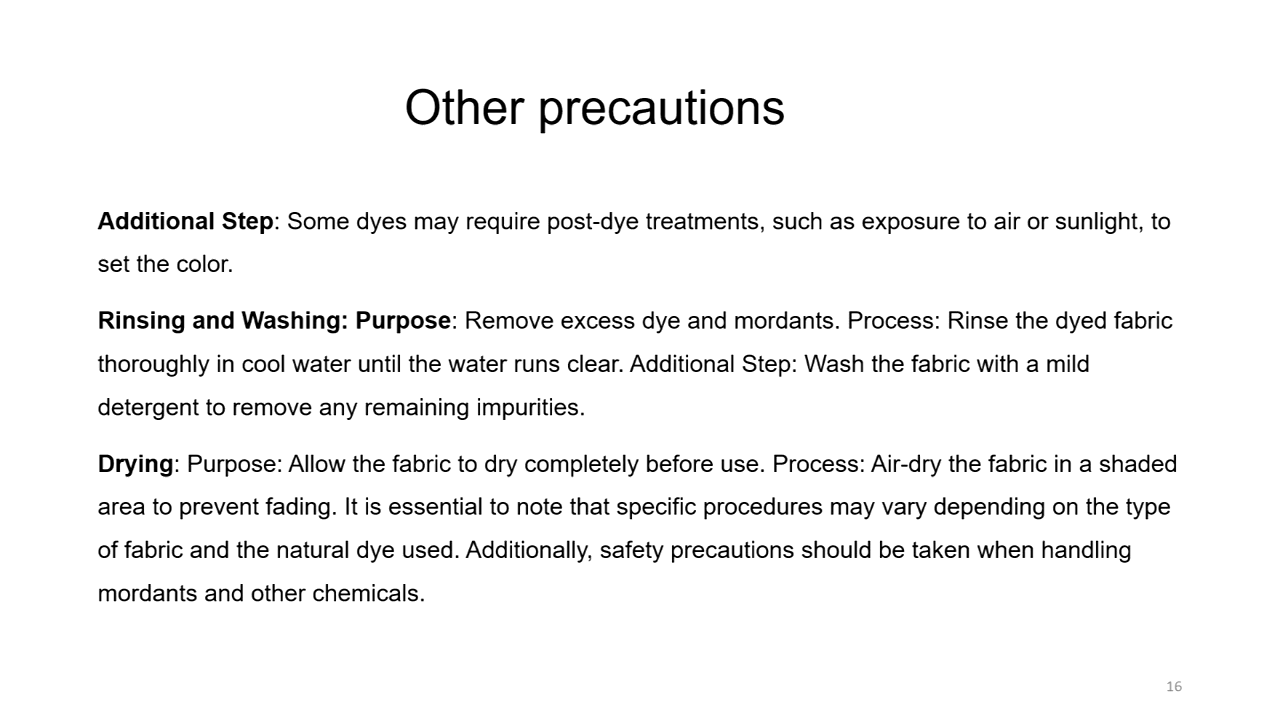 Other precautions
Additional Step: Some dyes may require post-dye treatments, such as exposure to air or sunlight, to
set the color.
Rinsing and Washing: Purpose: Remove excess dye and mordants. Process: Rinse the dyed fabric
thoroughly in cool water until the water runs clear. Additional Step: Wash the fabric with a mild
detergent to remove any remaining impurities.
Drying: Purpose: Allow the fabric to dry completely before use. Process: Air-dry the fabric in a shaded
area to prevent fading. It is essential to note that specific procedures may vary depending on the type
of fabric and the natural dye used. Additionally, safety precautions should be taken when handling
mordants and other chemicals.
16